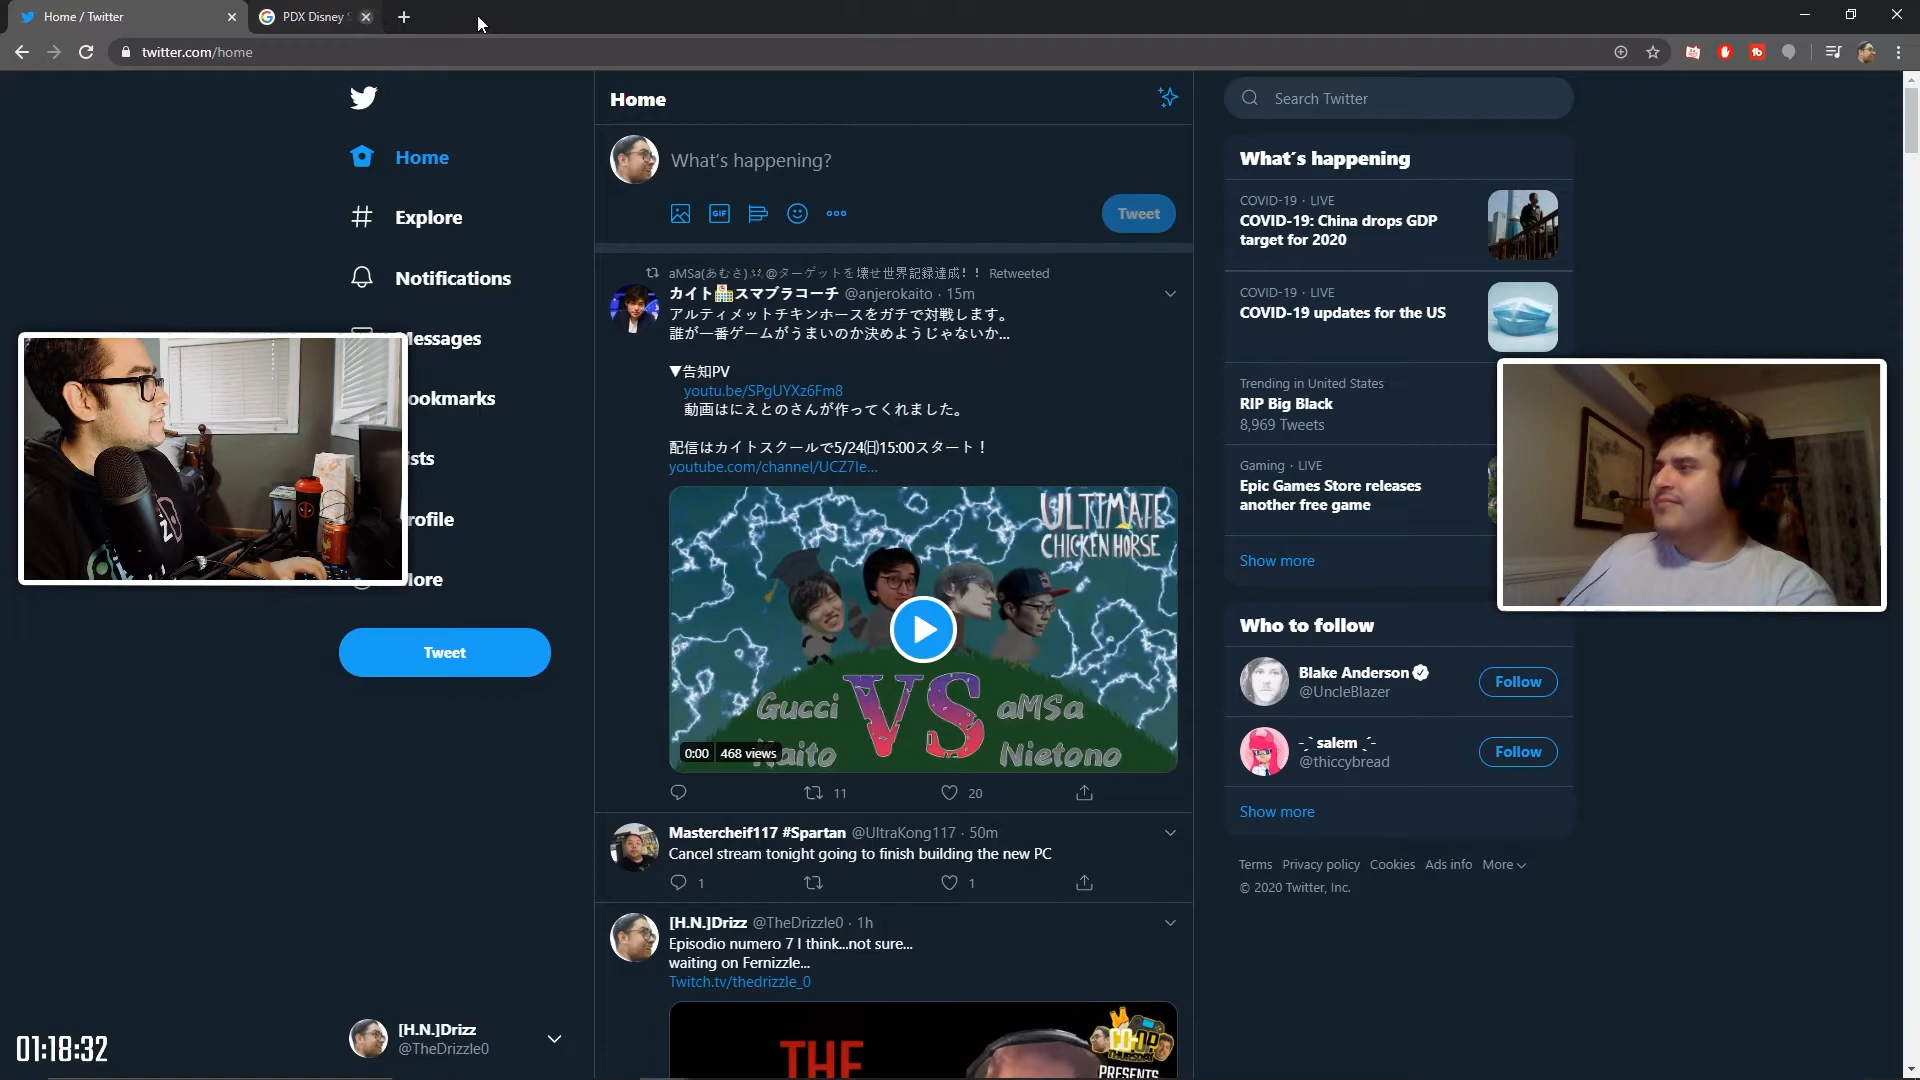 Home / Twitter
PDX Disney
twitter.com/home
Home
Explore
Notifications
Messages
Bookmarks
Lists
Profile
More
Tweet
[H.N.]Drizz
@TheDrizzle0
01:18:32
Home
What's happening?
GIF
Tweet
aMSa(あむさ) @ターゲットを壊せ世界記録達成！！ Retweeted
カイト🏫スマブラコーチ @anjerokaito · 15m
アルティメットチキンホースをガチで対戦します。
誰が一番ゲームがうまいのか決めようじゃないか...
▼告知PV
youtu.be/SPgUYXz6Fm8
動画はにえとのさんが作ってくれました。
配信はカイトスクールで5/24㈰15:00スタート！
youtube.com/channel/UCZ7Ie...
ULTIMATE
CHICKEN HORSE
Gucci VS aMSa
Kaito Nietono
0:00 468 views
11 20
Mastercheif117 #Spartan @UltraKong117 · 50m
Cancel stream tonight going to finish building the new PC
1 1
[H.N.]Drizz @TheDrizzle0 · 1h
Episodio numero 7 I think...not sure...
waiting on Fernizzle...
Twitch.tv/thedrizzle_0
THE
CO-OP
THURSDAY
PRESENTS
Search Twitter
What's happening
COVID-19 · LIVE
COVID-19: China drops GDP
target for 2020
COVID-19 · LIVE
COVID-19 updates for the US
Trending in United States
RIP Big Black
8,969 Tweets
Gaming · LIVE
Epic Games Store releases
another free game
Show more
Who to follow
Blake Anderson
@UncleBlazer
Follow
salem
@thiccybread
Follow
Show more
Terms Privacy policy Cookies Ads info More
© 2020 Twitter, Inc.